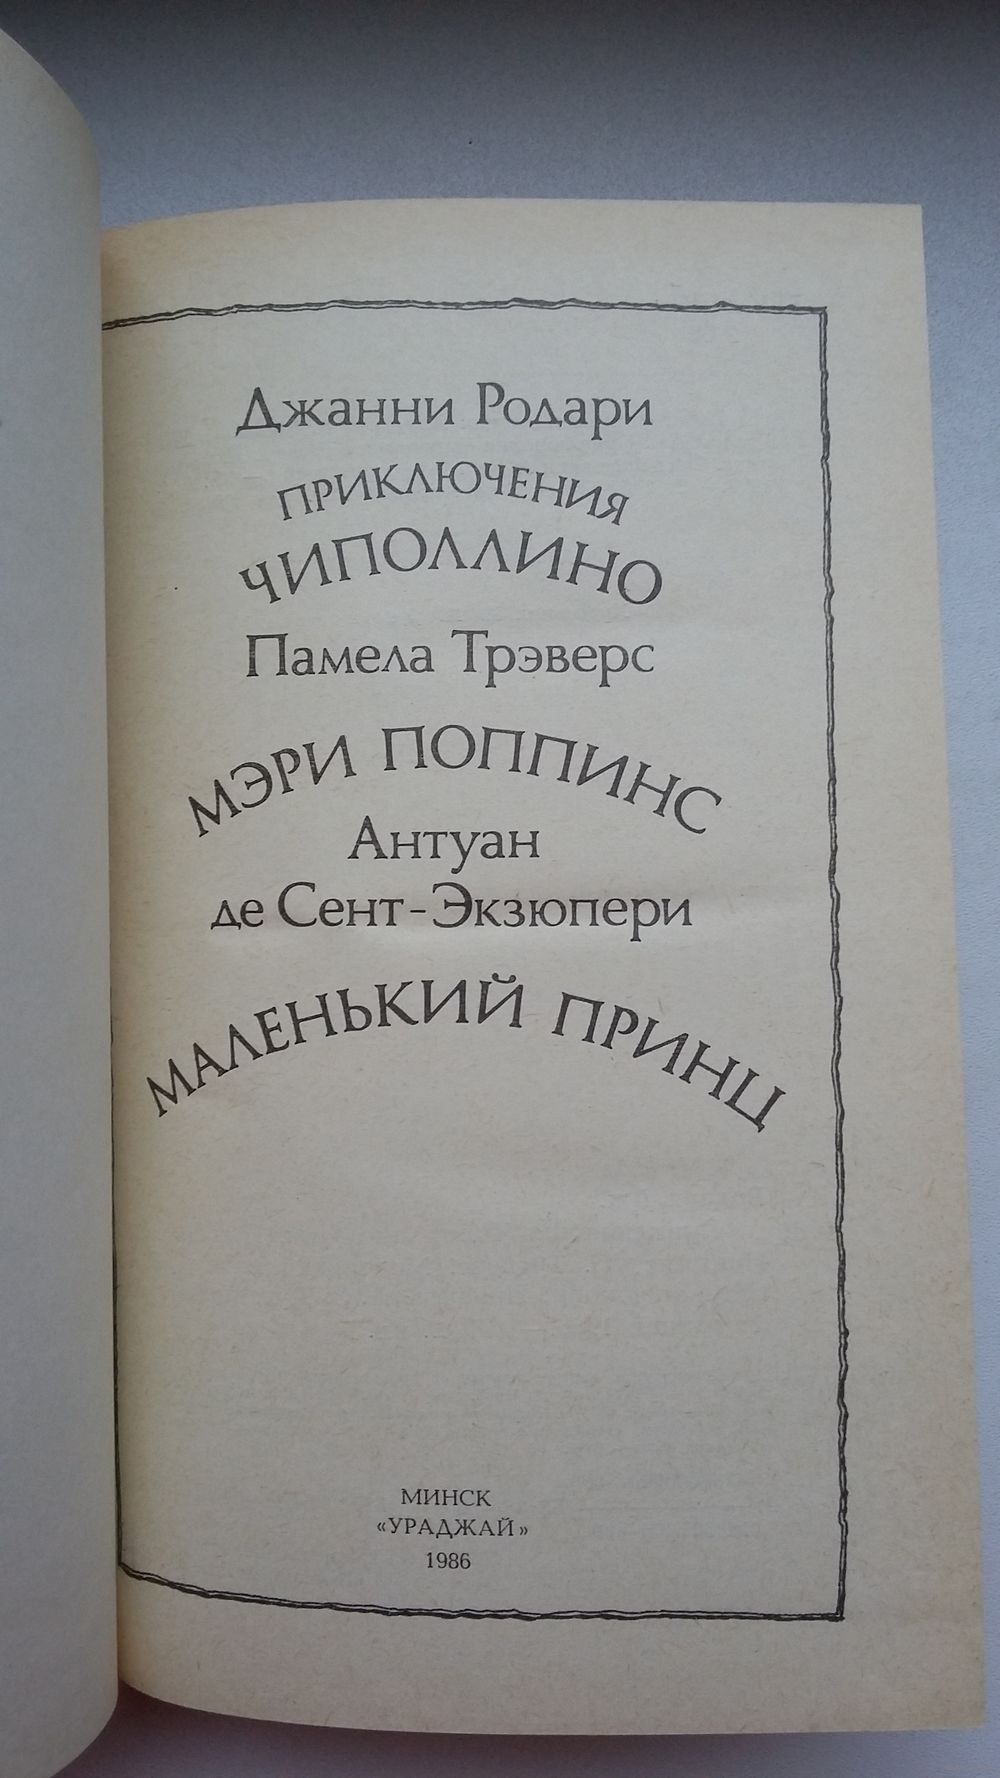 Джанни Родари
ПРИКЛЮЧЕНИЯ
ЧИПОЛЛИНО
Памела Трэверс
МЭРИ ПОППИНС
Антуан
де Сент-Экзюпери
МАЛЕНЬКИЙ ПРИНЦ
МИНСК
«УРАДЖАЙ»
1986